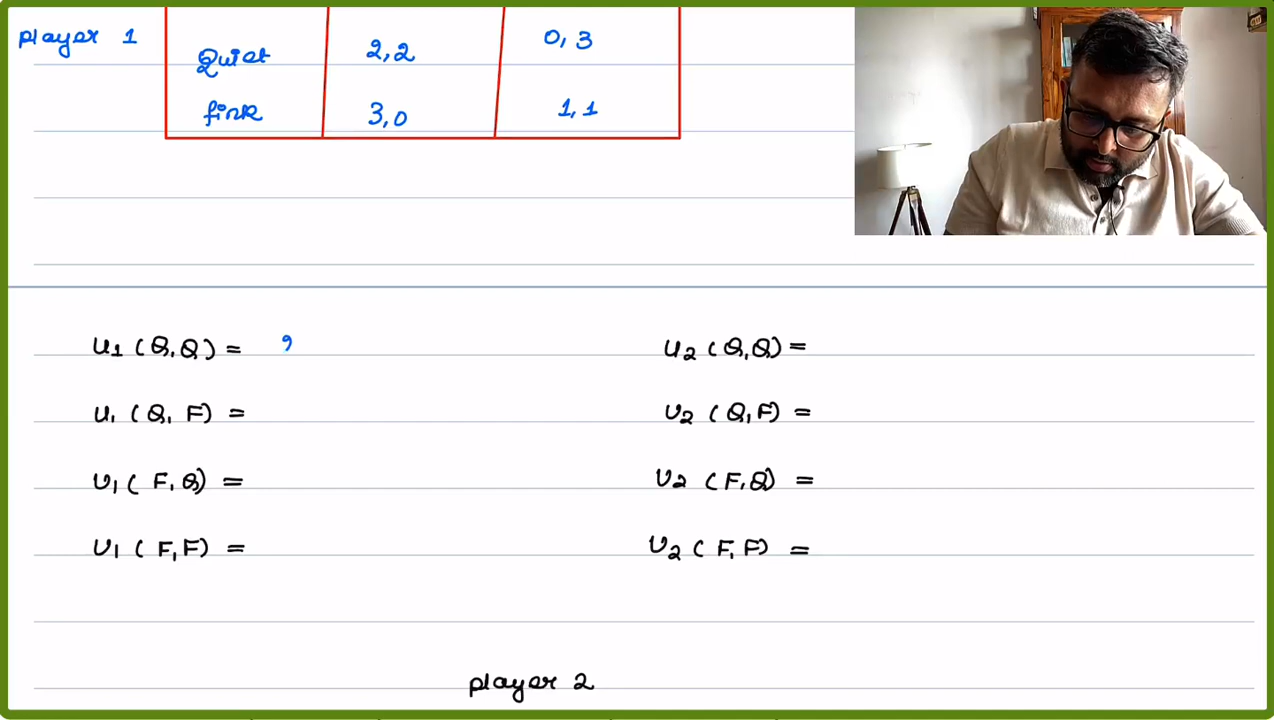 player 1
Quiet 2,2 0,3
fink 3,0 1,1
u1 (Q,Q) = u2 (Q,Q) =
u1 (Q, F) = U2 (Q,F) =
U1 (F,Q) = U2 (F,Q) =
U1 (F,F) = U2 (F,F) =
player 2